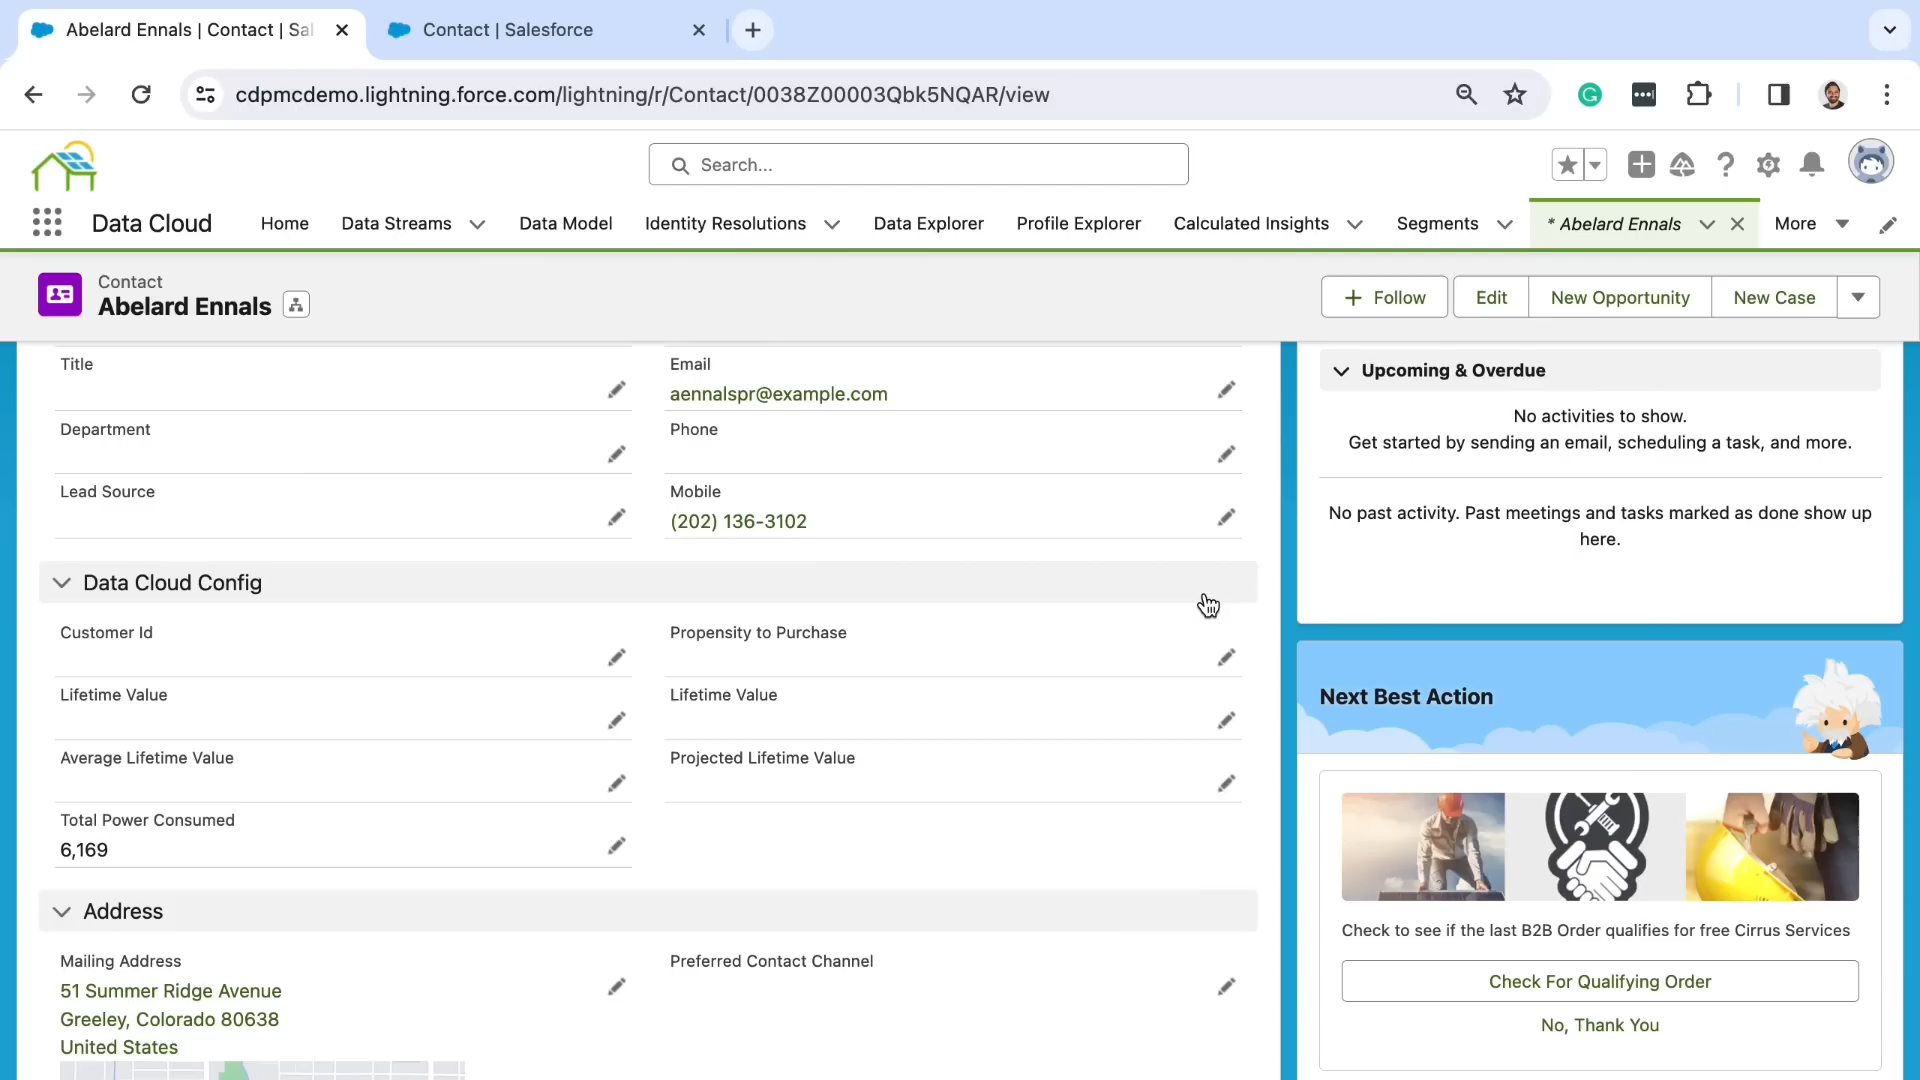 Abelard Ennals | Contact | Sal
Contact | Salesforce
cdpmcdemo.lightning.force.com/lightning/r/Contact/0038Z00003Qbk5NQAR/view
Search...
Data Cloud
Home
Data Streams
Data Model
Identity Resolutions
Data Explorer
Profile Explorer
Calculated Insights
Segments
* Abelard Ennals
More
Contact
Abelard Ennals
+ Follow
Edit
New Opportunity
New Case
Title
Email
aennalspr@example.com
Department
Phone
Lead Source
Mobile
(202) 136-3102
Data Cloud Config
Customer Id
Propensity to Purchase
Lifetime Value
Lifetime Value
Average Lifetime Value
Projected Lifetime Value
Total Power Consumed
6,169
Address
Mailing Address
51 Summer Ridge Avenue
Greeley, Colorado 80638
United States
Preferred Contact Channel
Upcoming & Overdue
No activities to show.
Get started by sending an email, scheduling a task, and more.
No past activity. Past meetings and tasks marked as done show up
here.
Next Best Action
Check to see if the last B2B Order qualifies for free Cirrus Services
Check For Qualifying Order
No, Thank You